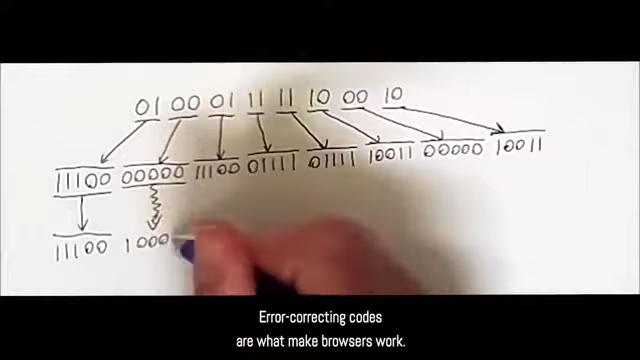 01 00 01 11 11 10 00 10
11100 00000 11100 01111 01111 10011 00000 10011
11100 1000
Error-correcting codes
are what make browsers work.